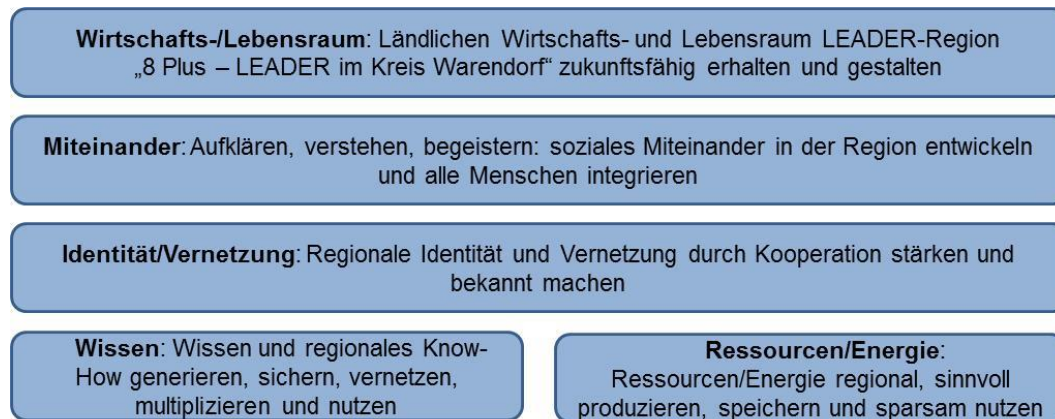 Wirtschafts-/Lebensraum: Ländlichen Wirtschafts- und Lebensraum LEADER-Region
„8 Plus – LEADER im Kreis Warendorf“ zukunftsfähig erhalten und gestalten
Miteinander: Aufklären, verstehen, begeistern: soziales Miteinander in der Region entwickeln
und alle Menschen integrieren
Identität/Vernetzung: Regionale Identität und Vernetzung durch Kooperation stärken und
bekannt machen
Wissen: Wissen und regionales Know-
How generieren, sichern, vernetzen,
multiplizieren und nutzen
Ressourcen/Energie:
Ressourcen/Energie regional, sinnvoll
produzieren, speichern und sparsam nutzen